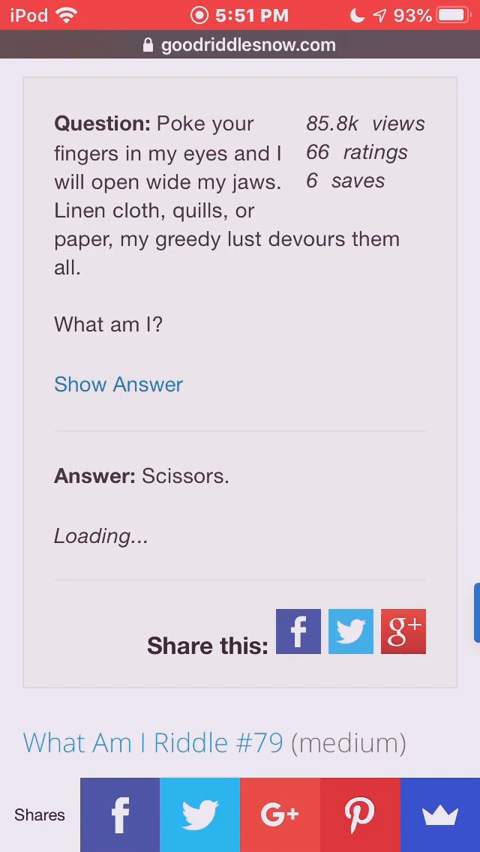 iPod 5:51 PM 93%
goodriddlesnow.com
Question: Poke your
fingers in my eyes and I
will open wide my jaws.
Linen cloth, quills, or
paper, my greedy lust devours them
all.
85.8k views
66 ratings
6 saves
What am I?
Show Answer
Answer: Scissors.
Loading...
Share this: f g+
What Am I Riddle #79 (medium)
Shares f G+